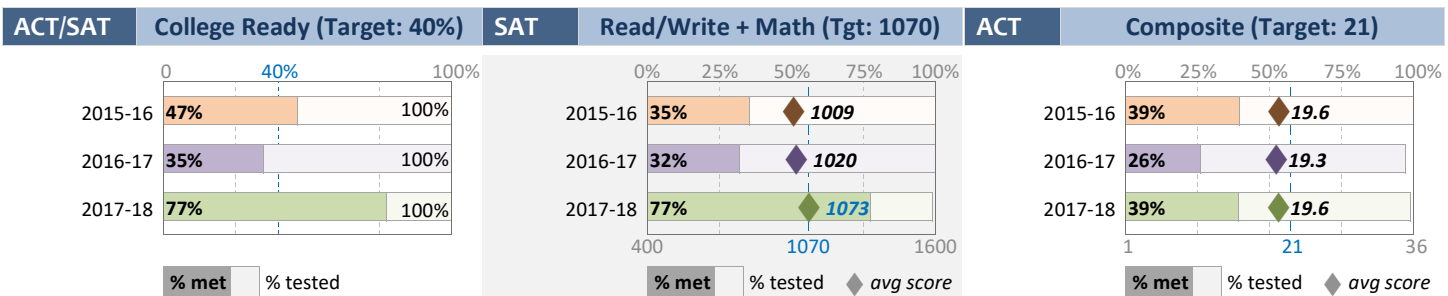 ACT/SAT College Ready (Target: 40%)
0 40% 100%
2015-16 47% 100%
2016-17 35% 100%
2017-18 77% 100%
% met % tested
SAT Read/Write + Math (Tgt: 1070)
0% 25% 50% 75% 100%
2015-16 35% 1009
2016-17 32% 1020
2017-18 77% 1073
400 1070 1600
% met % tested avg score
ACT Composite (Target: 21)
0% 25% 50% 75% 100%
2015-16 39% 19.6
2016-17 26% 19.3
2017-18 39% 19.6
1 21 36
% met % tested avg score